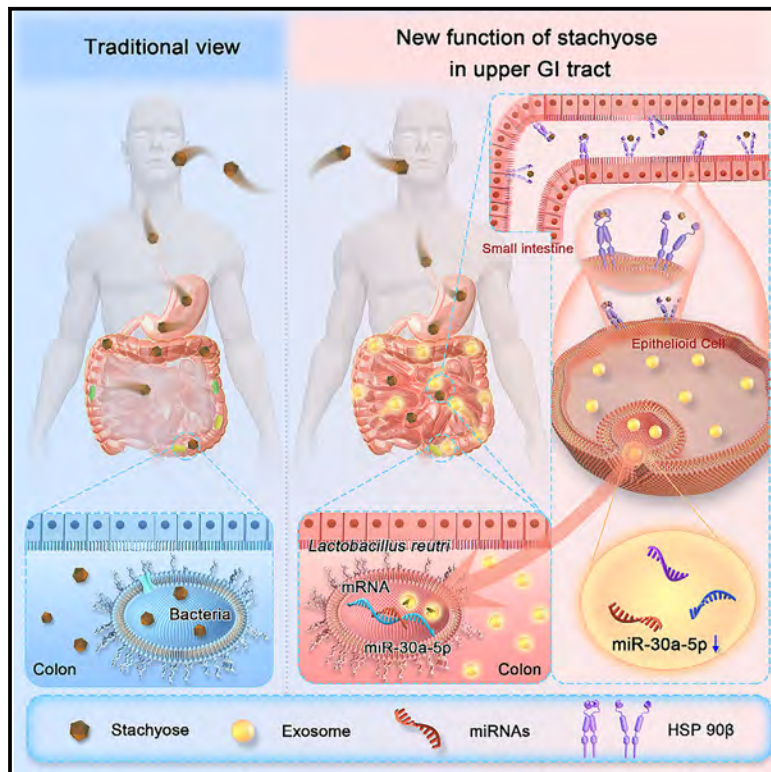 Traditional view
New function of stachyose
in upper GI tract
Small intestine
Epithelioid Cell
Lactobacillus reutri
mRNA
miR-30a-5p
Colon
Bacteria
Colon
miR-30a-5p
Stachyose
Exosome
miRNAs
HSP 90β